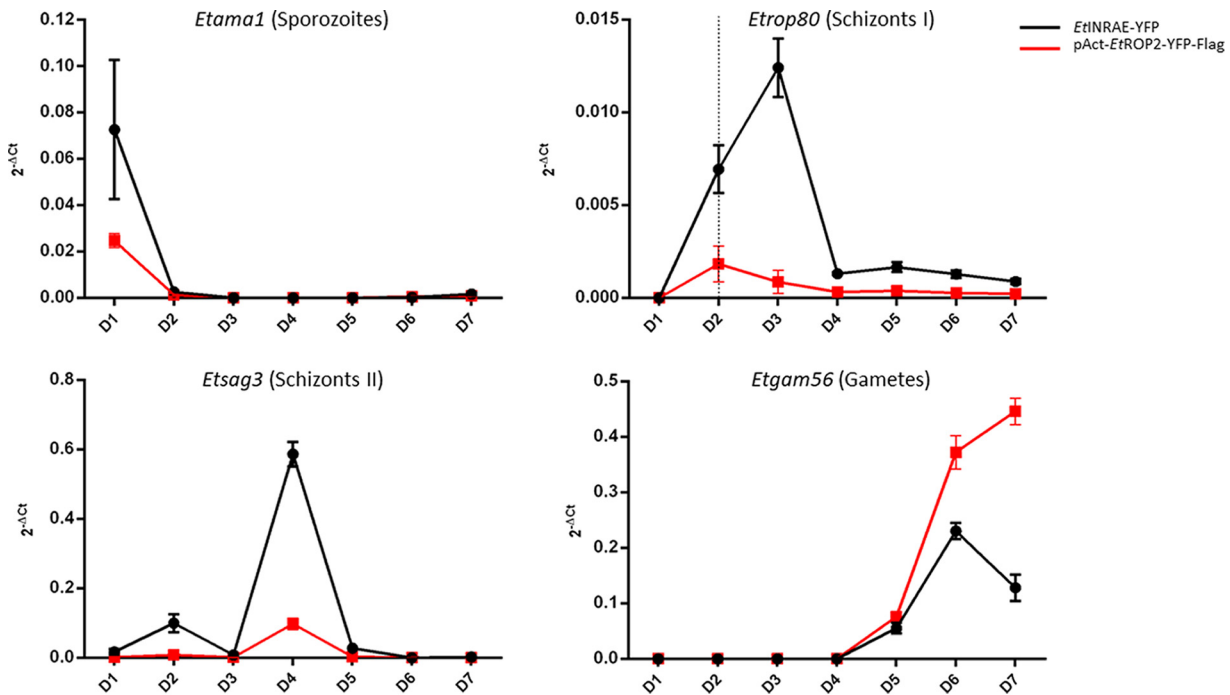 Etama1 (Sporozoites)
0.12
0.10
0.08
0.06
0.04
0.02
0.00
2-ΔCt
D1 D2 D3 D4 D5 D6 D7
Etrop80 (Schizonts I)
0.015
0.010
0.005
0.000
2-ΔCt
D1 D2 D3 D4 D5 D6 D7
EtINRAE-YFP
pAct-EtROP2-YFP-Flag
Etsag3 (Schizonts II)
0.8
0.6
0.4
0.2
0.0
2-ΔCt
D1 D2 D3 D4 D5 D6 D7
Etgam56 (Gametes)
0.5
0.4
0.3
0.2
0.1
0.0
2-ΔCt
D1 D2 D3 D4 D5 D6 D7